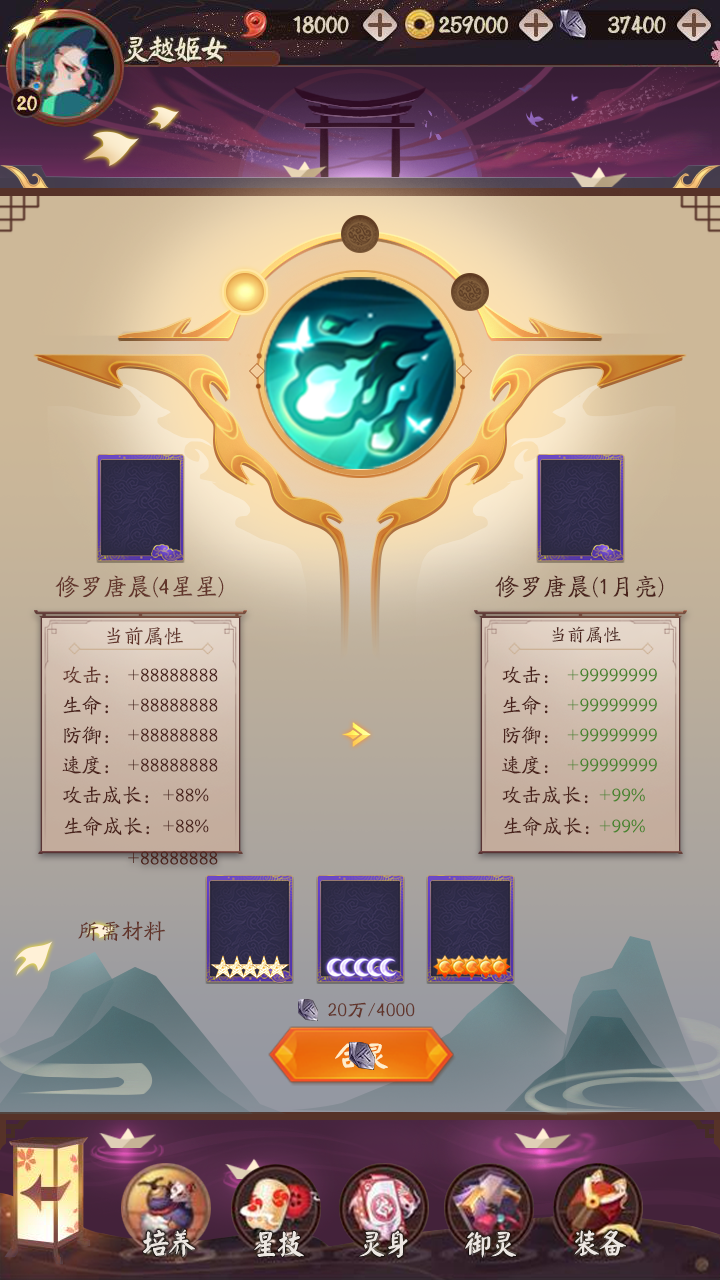 18000 259000 37400
灵越姬女
20
修罗唐晨(4星星) 修罗唐晨(1月亮)
当前属性
攻击： +88888888
生命： +88888888
防御： +88888888
速度： +88888888
攻击成长： +88%
生命成长： +88%
+88888888
当前属性
攻击： +99999999
生命： +99999999
防御： +99999999
速度： +99999999
攻击成长： +99%
生命成长： +99%
所需材料
20万/4000
合灵
培养 星技 灵身 御灵 装备